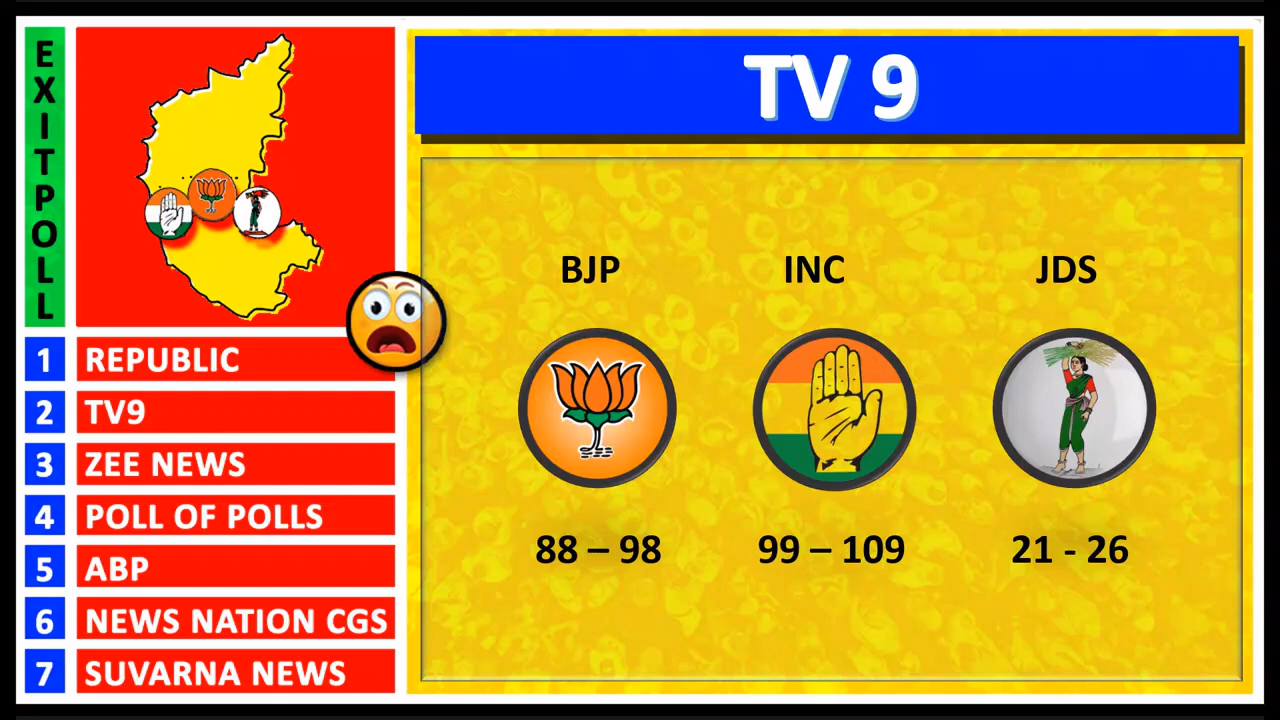 EXITPOLL
1 REPUBLIC
2 TV9
3 ZEE NEWS
4 POLL OF POLLS
5 ABP
6 NEWS NATION CGS
7 SUVARNA NEWS
TV 9
BJP INC JDS
88 – 98 99 – 109 21 - 26